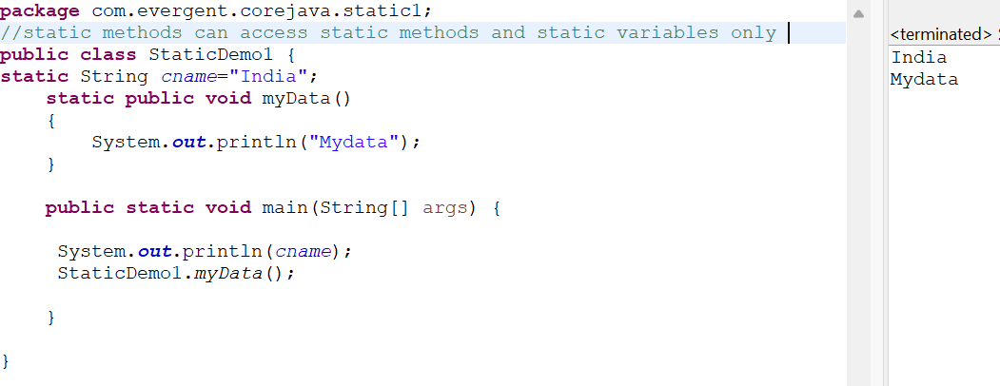 package com.evergent.corejava.static1;
//static methods can access static methods and static variables only
public class StaticDemo1 {
static String cname="India";
static public void myData()
{
System.out.println("Mydata");
}
public static void main(String[] args) {
System.out.println(cname);
StaticDemo1.myData();
}
}
<terminated>
India
Mydata